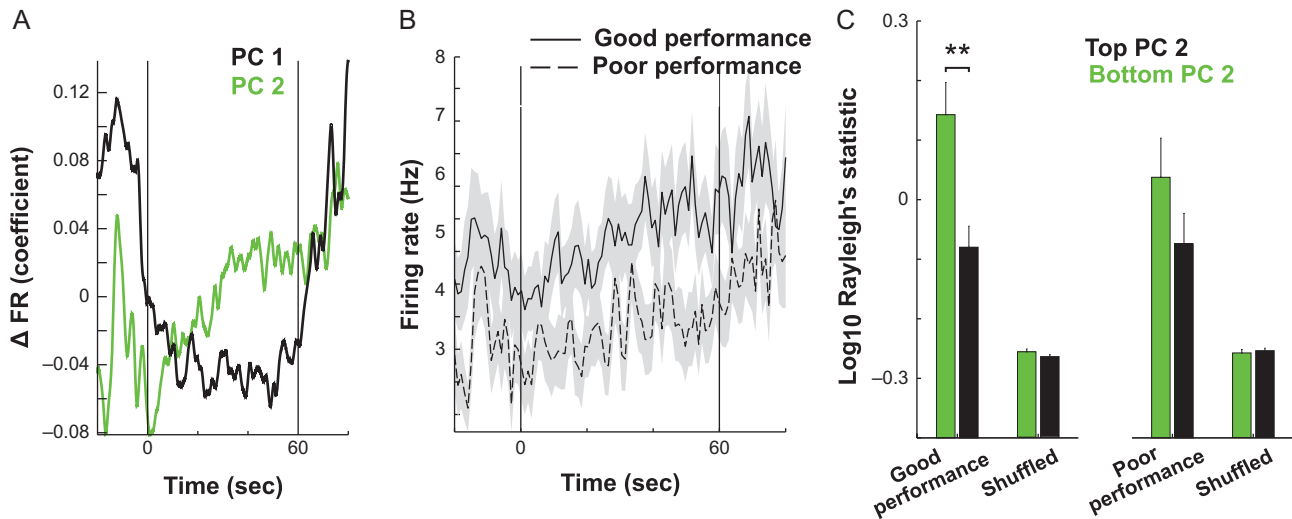 A
PC 1
PC 2
0.12
0.08
0.04
0
–0.04
–0.08
0
60
Δ FR (coefficient)
Time (sec)
B
Good performance
Poor performance
8
7
6
5
4
3
0
60
Firing rate (Hz)
Time (sec)
C
0.3
0
–0.3
Log10 Rayleigh's statistic
**
Top PC 2
Bottom PC 2
Good
performance
Shuffled
Poor
performance
Shuffled